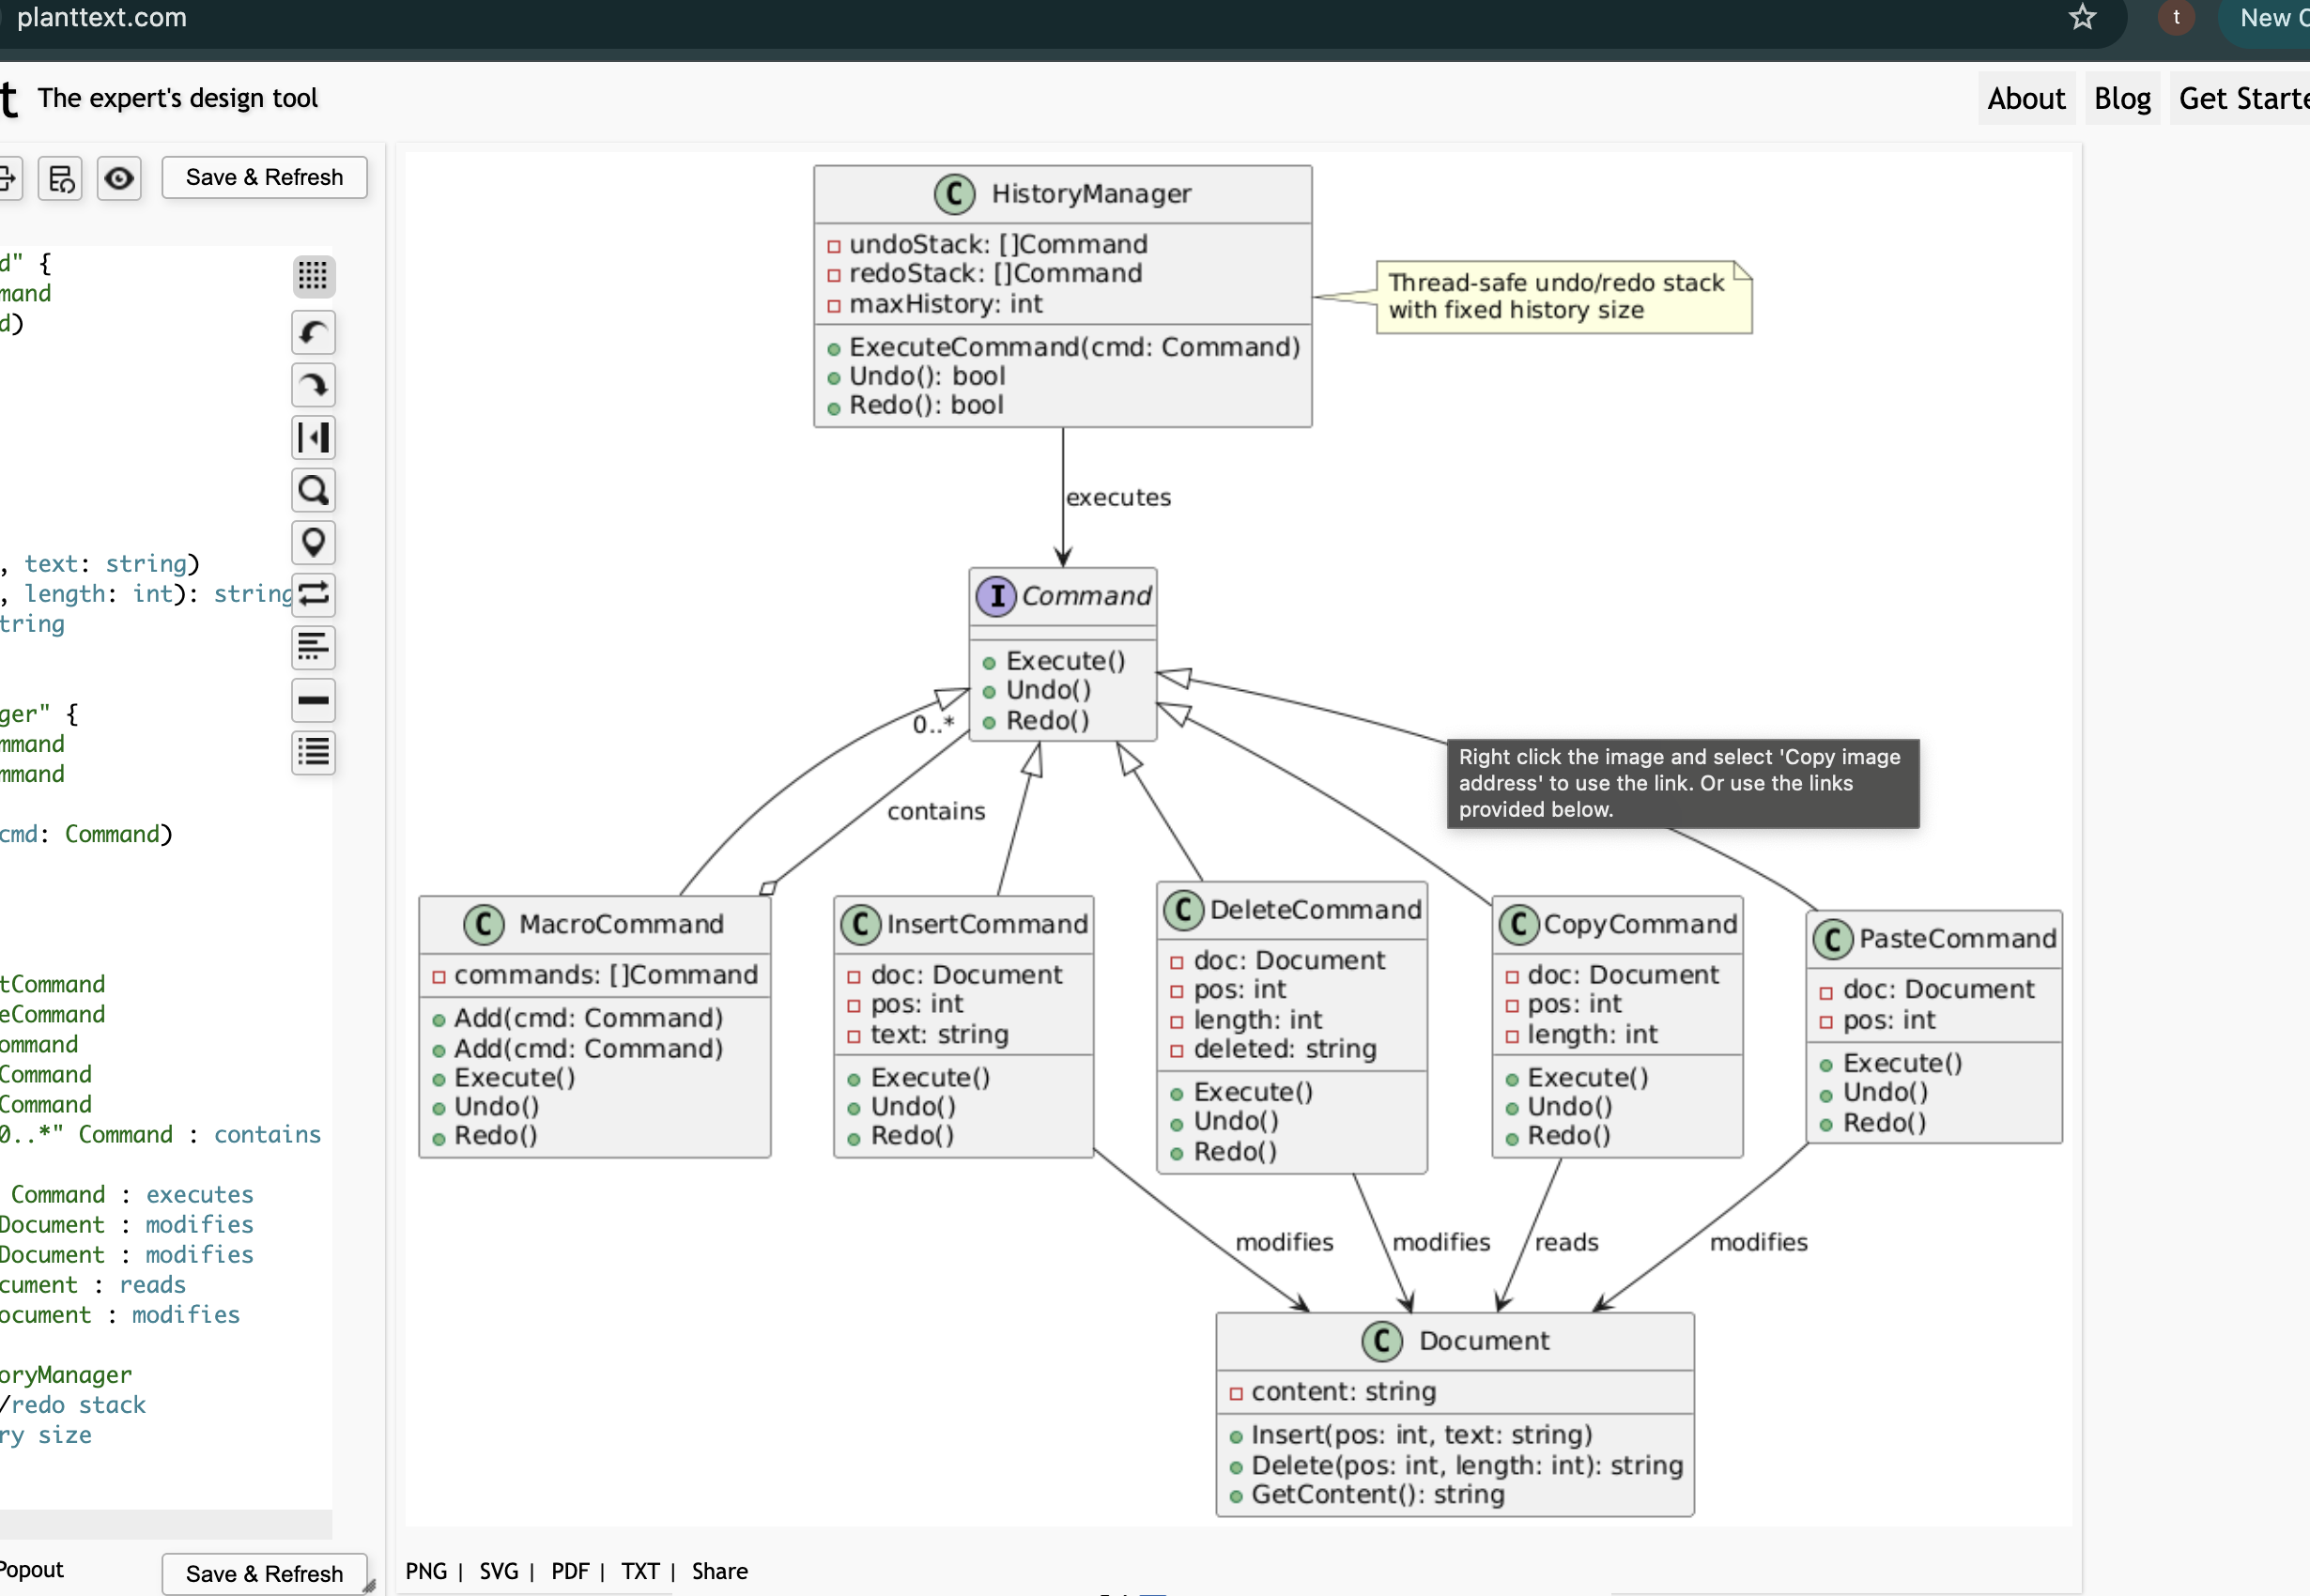 planttext.com
t
New C
t The expert's design tool
About
Blog
Get Starte
Save & Refresh
d" {
mand
d)
, text: string)
, length: int): string
tring
ger" {
mmand
mmand
cmd: Command)
tCommand
eCommand
ommand
Command
Command
0..*" Command : contains
Command : executes
Document : modifies
Document : modifies
cument : reads
ocument : modifies
oryManager
/redo stack
ry size
Popout
Save & Refresh
C HistoryManager
undoStack: []Command
redoStack: []Command
maxHistory: int
ExecuteCommand(cmd: Command)
Undo(): bool
Redo(): bool
Thread-safe undo/redo stack
with fixed history size
executes
I Command
Execute()
Undo()
Redo()
0..*
contains
Right click the image and select 'Copy image
address' to use the link. Or use the links
provided below.
C MacroCommand
commands: []Command
Add(cmd: Command)
Add(cmd: Command)
Execute()
Undo()
Redo()
C InsertCommand
doc: Document
pos: int
text: string
Execute()
Undo()
Redo()
C DeleteCommand
doc: Document
pos: int
length: int
deleted: string
Execute()
Undo()
Redo()
C CopyCommand
doc: Document
pos: int
length: int
Execute()
Undo()
Redo()
C PasteCommand
doc: Document
pos: int
Execute()
Undo()
Redo()
modifies
modifies
reads
modifies
C Document
content: string
Insert(pos: int, text: string)
Delete(pos: int, length: int): string
GetContent(): string
PNG | SVG | PDF | TXT | Share